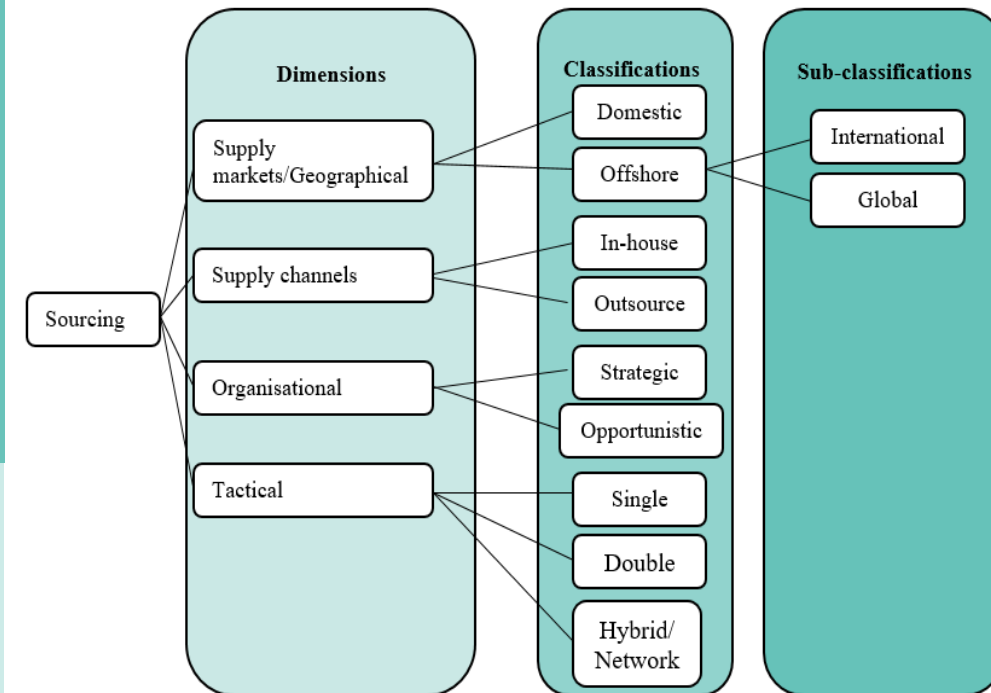 Dimensions
Classifications
Sub-classifications
Sourcing
Supply
markets/Geographical
Supply channels
Organisational
Tactical
Domestic
Offshore
In-house
Outsource
Strategic
Opportunistic
Single
Double
Hybrid/
Network
International
Global